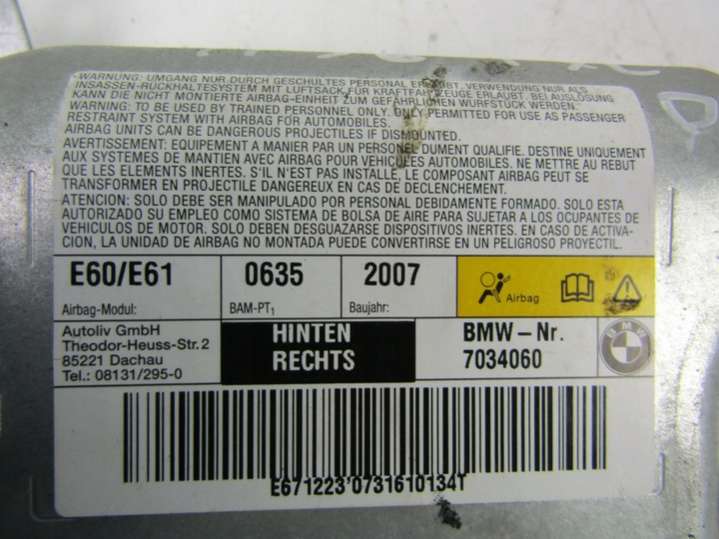 WARNUNG: UMGANG NUR DURCH GESCHULTES PERSONAL ERLAUBT. VERWENDUNG NUR ALS
INSASSEN-RÜCKHALTESYSTEM MIT LUFTSACK FÜR KRAFTFAHRZEUGE ERLAUBT. BEI AUSLÖSUNG
KANN DIE NICHT MONTIERTE AIRBAG-EINHEIT ZUM GEFÄHRLICHEN WURFSTÜCK WERDEN.
WARNING: TO BE USED BY TRAINED PERSONNEL ONLY. ONLY PERMITTED FOR USE AS PASSENGER
RESTRAINT SYSTEM WITH AIRBAG FOR AUTOMOBILES.
AIRBAG UNITS CAN BE DANGEROUS PROJECTILES IF DISMOUNTED.
AVERTISSEMENT: EQUIPEMENT A MANIER PAR UN PERSONNEL DUMENT QUALIFIE. DESTINE UNIQUEMENT
AUX SYSTEMES DE MANTIEN AVEC AIRBAG POUR VEHICULES AUTOMOBILES. NE METTRE AU REBUT
QUE LES ELEMENTS INERTES. S'IL N'EST PAS INSTALLE, LE COMPOSANT AIRBAG PEUT SE
TRANSFORMER EN PROJECTILE DANGEREUX EN CAS DE DECLENCHEMENT.
ATENCION: SOLO DEBE SER MANIPULADO POR PERSONAL DEBIDAMENTE FORMADO. SOLO ESTA
AUTORIZADO SU EMPLEO COMO SISTEMA DE BOLSA DE AIRE PARA SUJETAR A LOS OCUPANTES DE
VEHICULOS DE MOTOR. SOLO DEBEN DESGUAZARSE DISPOSITIVOS INERTES. EN CASO DE ACTIVA-
CION, LA UNIDAD DE AIRBAG NO MONTADA PUEDE CONVERTIRSE EN UN PELIGROSO PROYECTIL.
E60/E61 0635 2007
Airbag-Modul: BAM-PT1 Baujahr: Airbag
Autoliv GmbH
Theodor-Heuss-Str. 2
85221 Dachau
Tel.: 08131/295-0
HINTEN
RECHTS
BMW-Nr.
7034060
BMW
E671223'0731610134T